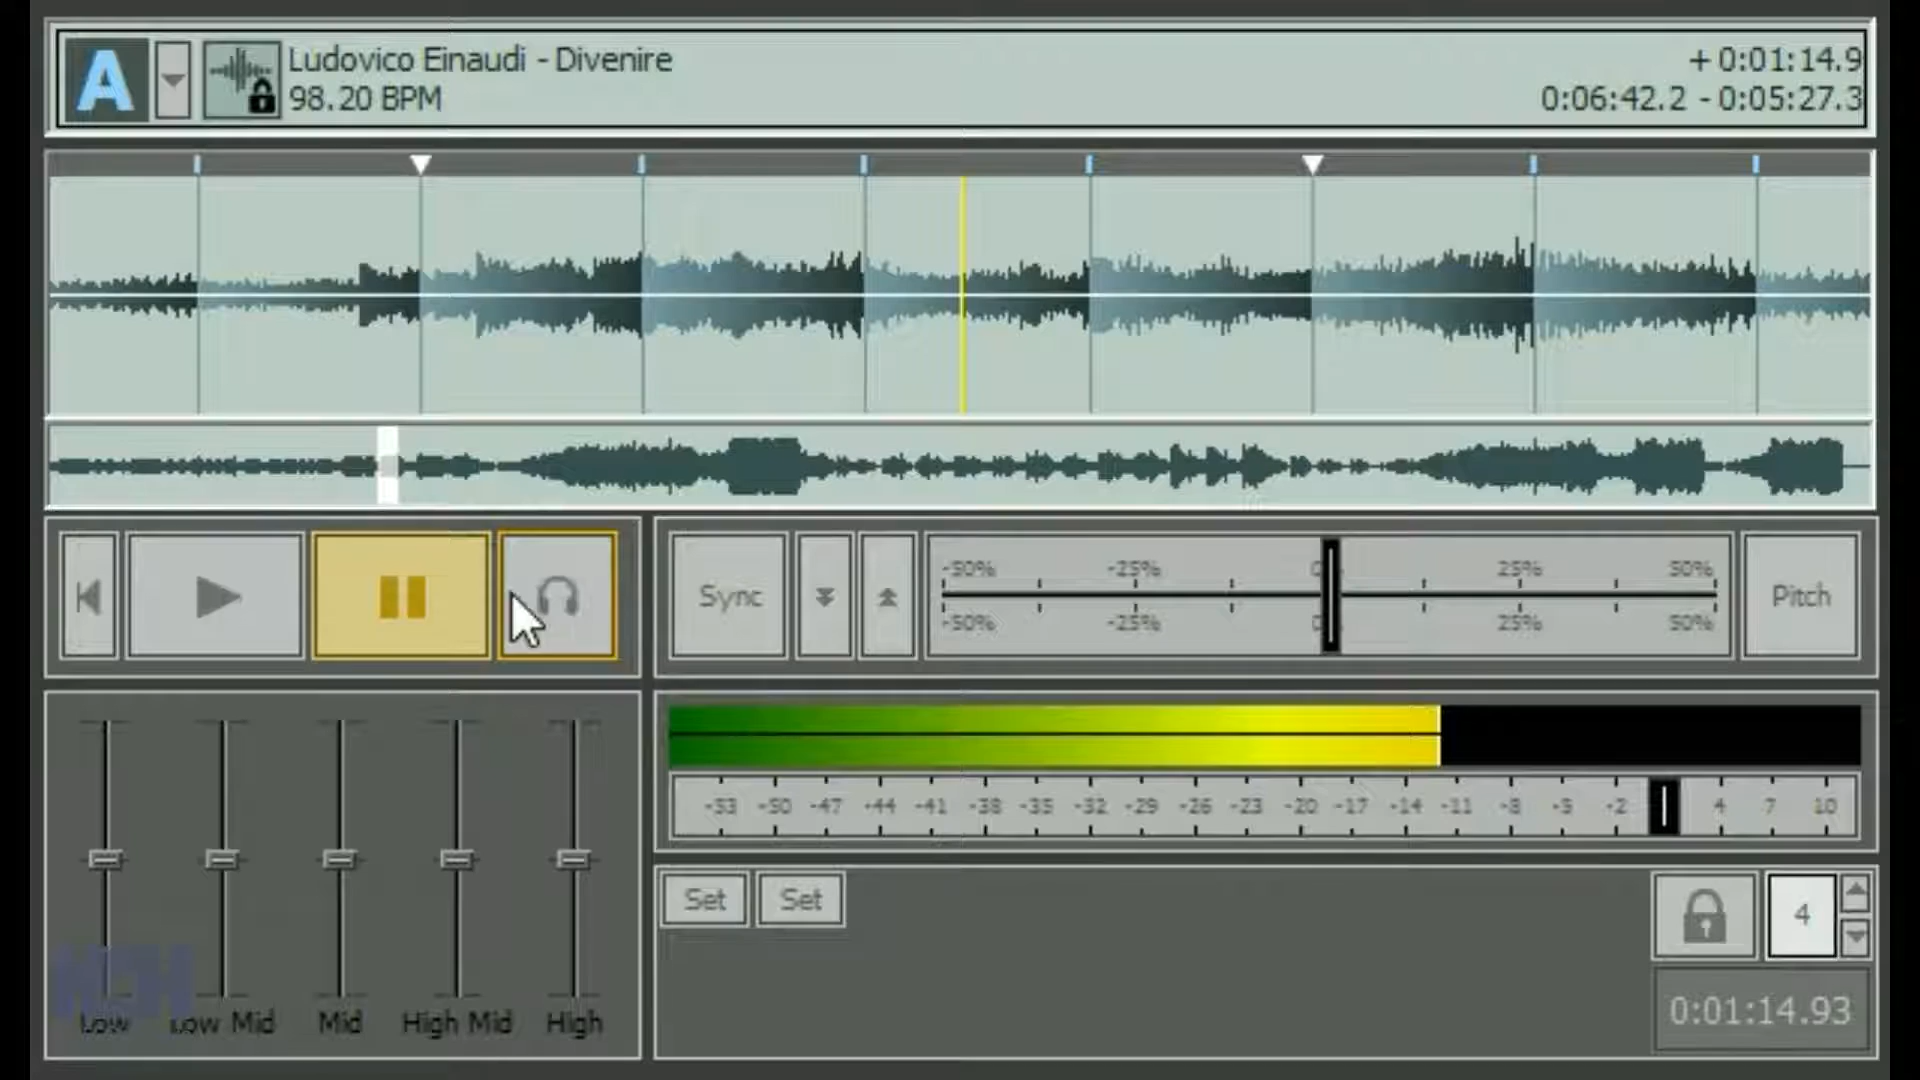 A
Ludovico Einaudi - Divenire
+ 0:01:14.9
98.20 BPM
0:06:42.2 - 0:05:27.3
Sync
-50% -25% 0 25% 50%
-50% -25% 0 25% 50%
Pitch
-53 -50 -47 -44 -41 -38 -35 -32 -29 -26 -23 -20 -17 -14 -11 -8 -5 -2 4 7 10
Set Set
4
NCH
Low Low Mid Mid High Mid High
0:01:14.93